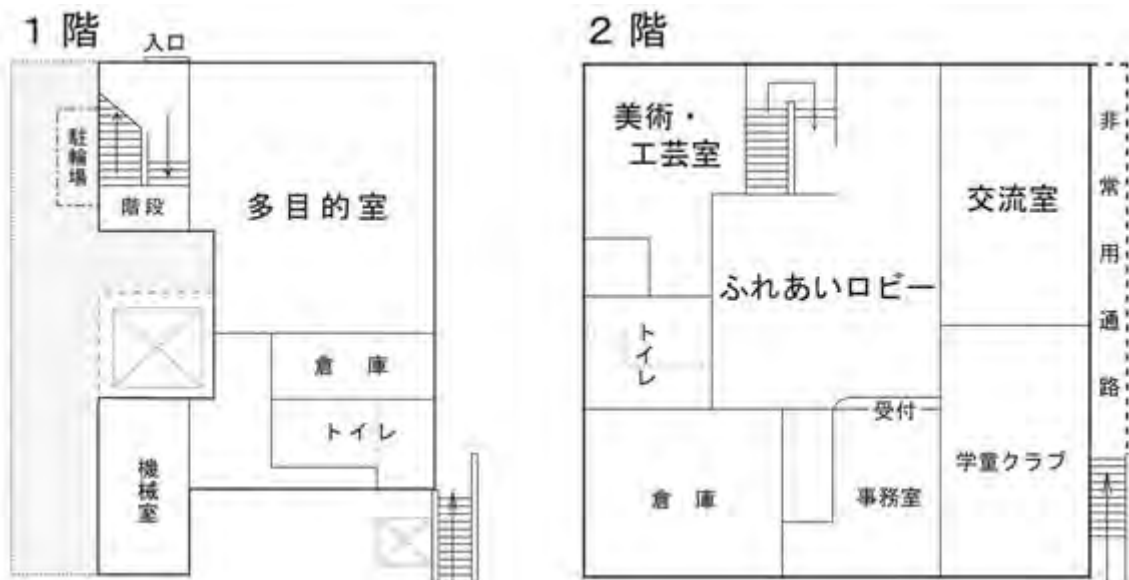 1階
入口
駐輪場
階段
多目的室
倉庫
トイレ
機械室
2階
美術・
工芸室
交流室
非常用通路
ふれあいロビー
トイレ
受付
学童クラブ
倉庫
事務室